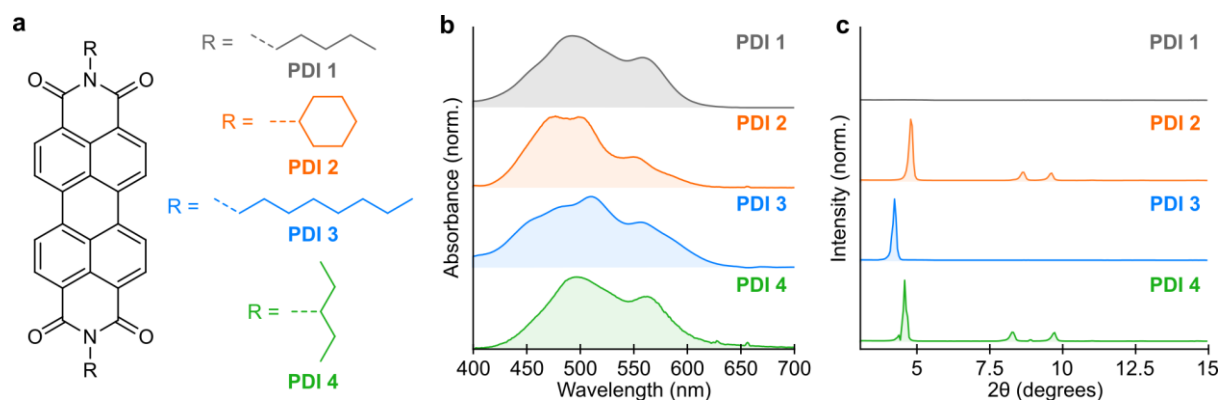 a
R
O
N
O
O
N
O
R
R =
PDI 1
R =
PDI 2
R =
PDI 3
R =
PDI 4
b
Absorbance (norm.)
PDI 1
PDI 2
PDI 3
PDI 4
400 450 500 550 600 650 700
Wavelength (nm)
c
Intensity (norm.)
PDI 1
PDI 2
PDI 3
PDI 4
5 7.5 10 12.5 15
2θ (degrees)